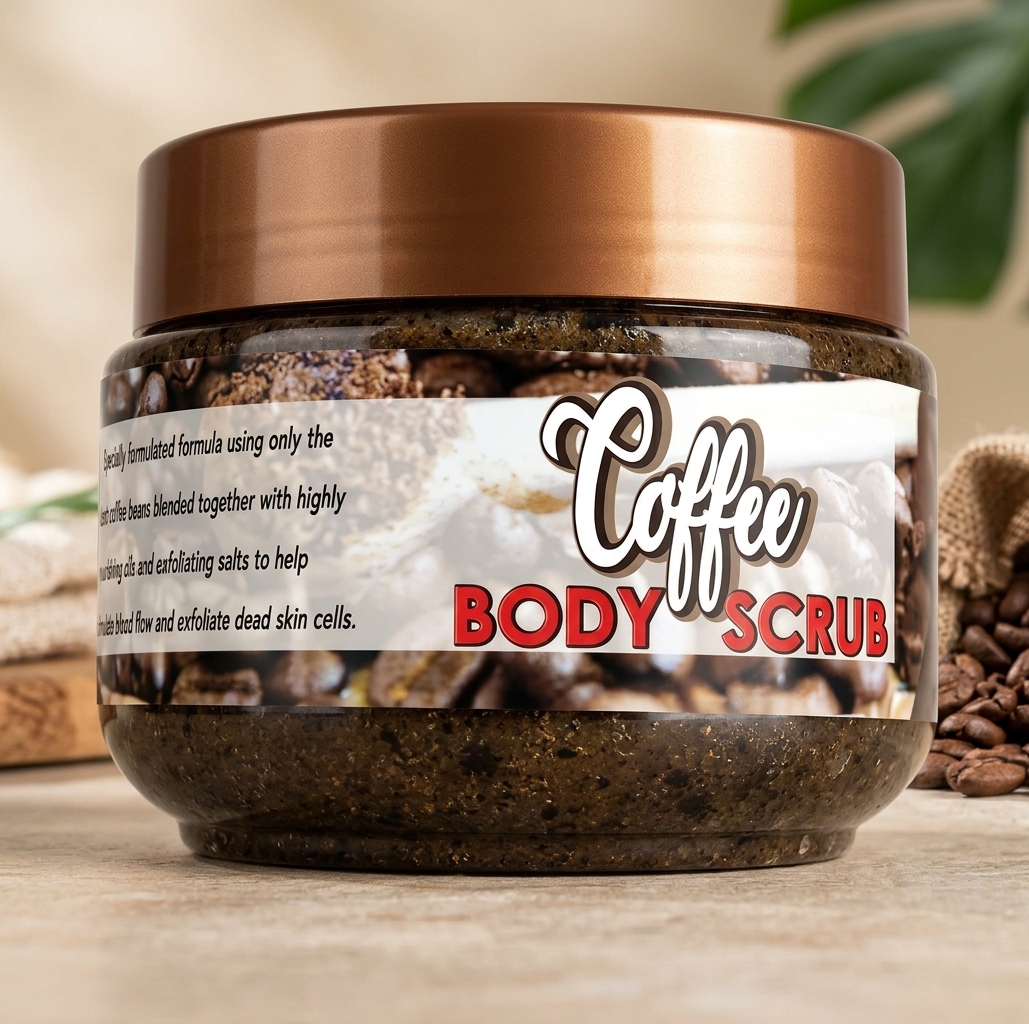 Specially formulated formula using only the
coffee beans blended together with highly
nourishing oils and exfoliating salts to help
blood flow and exfoliate dead skin cells.
Coffee
BODY SCRUB